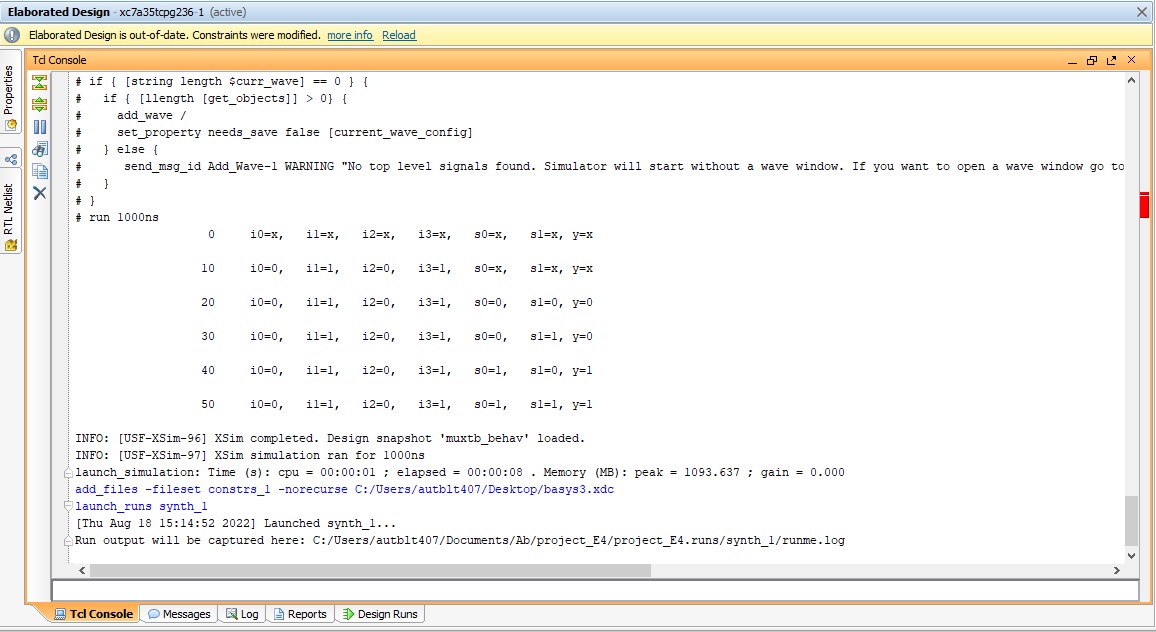 Elaborated Design - xc7a35tcpg236-1 (active)
Elaborated Design is out-of-date. Constraints were modified. more info Reload
Properties
RTL Netlist
Tcl Console
# if { [string length $curr_wave] == 0 } {
#   if { [llength [get_objects]] > 0} {
#     add_wave /
#     set_property needs_save false [current_wave_config]
#   } else {
#      send_msg_id Add_Wave-1 WARNING "No top level signals found. Simulator will start without a wave window. If you want to open a wave window go to
#   }
# }
# run 1000ns
0     i0=x,   i1=x,   i2=x,   i3=x,   s0=x,   s1=x, y=x
10     i0=0,   i1=1,   i2=0,   i3=1,   s0=x,   s1=x, y=x
20     i0=0,   i1=1,   i2=0,   i3=1,   s0=0,   s1=0, y=0
30     i0=0,   i1=1,   i2=0,   i3=1,   s0=0,   s1=1, y=0
40     i0=0,   i1=1,   i2=0,   i3=1,   s0=1,   s1=0, y=1
50     i0=0,   i1=1,   i2=0,   i3=1,   s0=1,   s1=1, y=1
INFO: [USF-XSim-96] XSim completed. Design snapshot 'muxtb_behav' loaded.
INFO: [USF-XSim-97] XSim simulation ran for 1000ns
launch_simulation: Time (s): cpu = 00:00:01 ; elapsed = 00:00:08 . Memory (MB): peak = 1093.637 ; gain = 0.000
add_files -fileset constrs_1 -norecurse C:/Users/autblt407/Desktop/basys3.xdc
launch_runs synth_1
[Thu Aug 18 15:14:52 2022] Launched synth_1...
Run output will be captured here: C:/Users/autblt407/Documents/Ab/project_E4/project_E4.runs/synth_1/runme.log
Tcl Console Messages Log Reports Design Runs